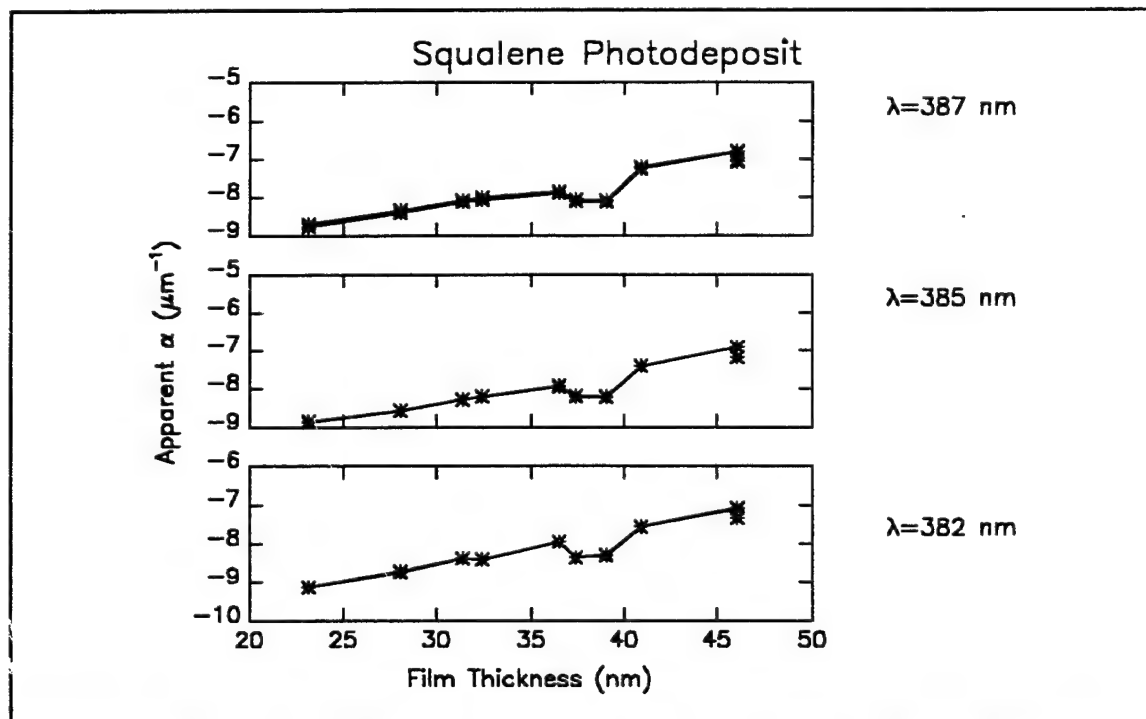 Squalene Photodeposit
-5
-6
-7
-8
-9
λ=387 nm
-5
-6
-7
-8
-9
λ=385 nm
Apparent α (μm⁻¹)
-6
-7
-8
-9
-10
λ=382 nm
20 25 30 35 40 45 50
Film Thickness (nm)